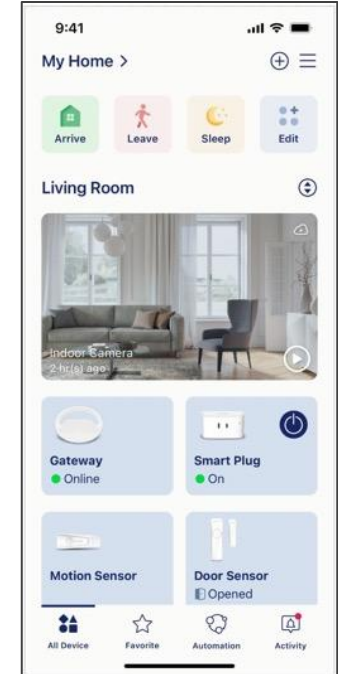 9:41
My Home >
Arrive
Leave
Sleep
Edit
Living Room
Indoor Camera
2 hr(s) ago
Gateway
Online
Smart Plug
On
Motion Sensor
Door Sensor
Opened
All Device
Favorite
Automation
Activity